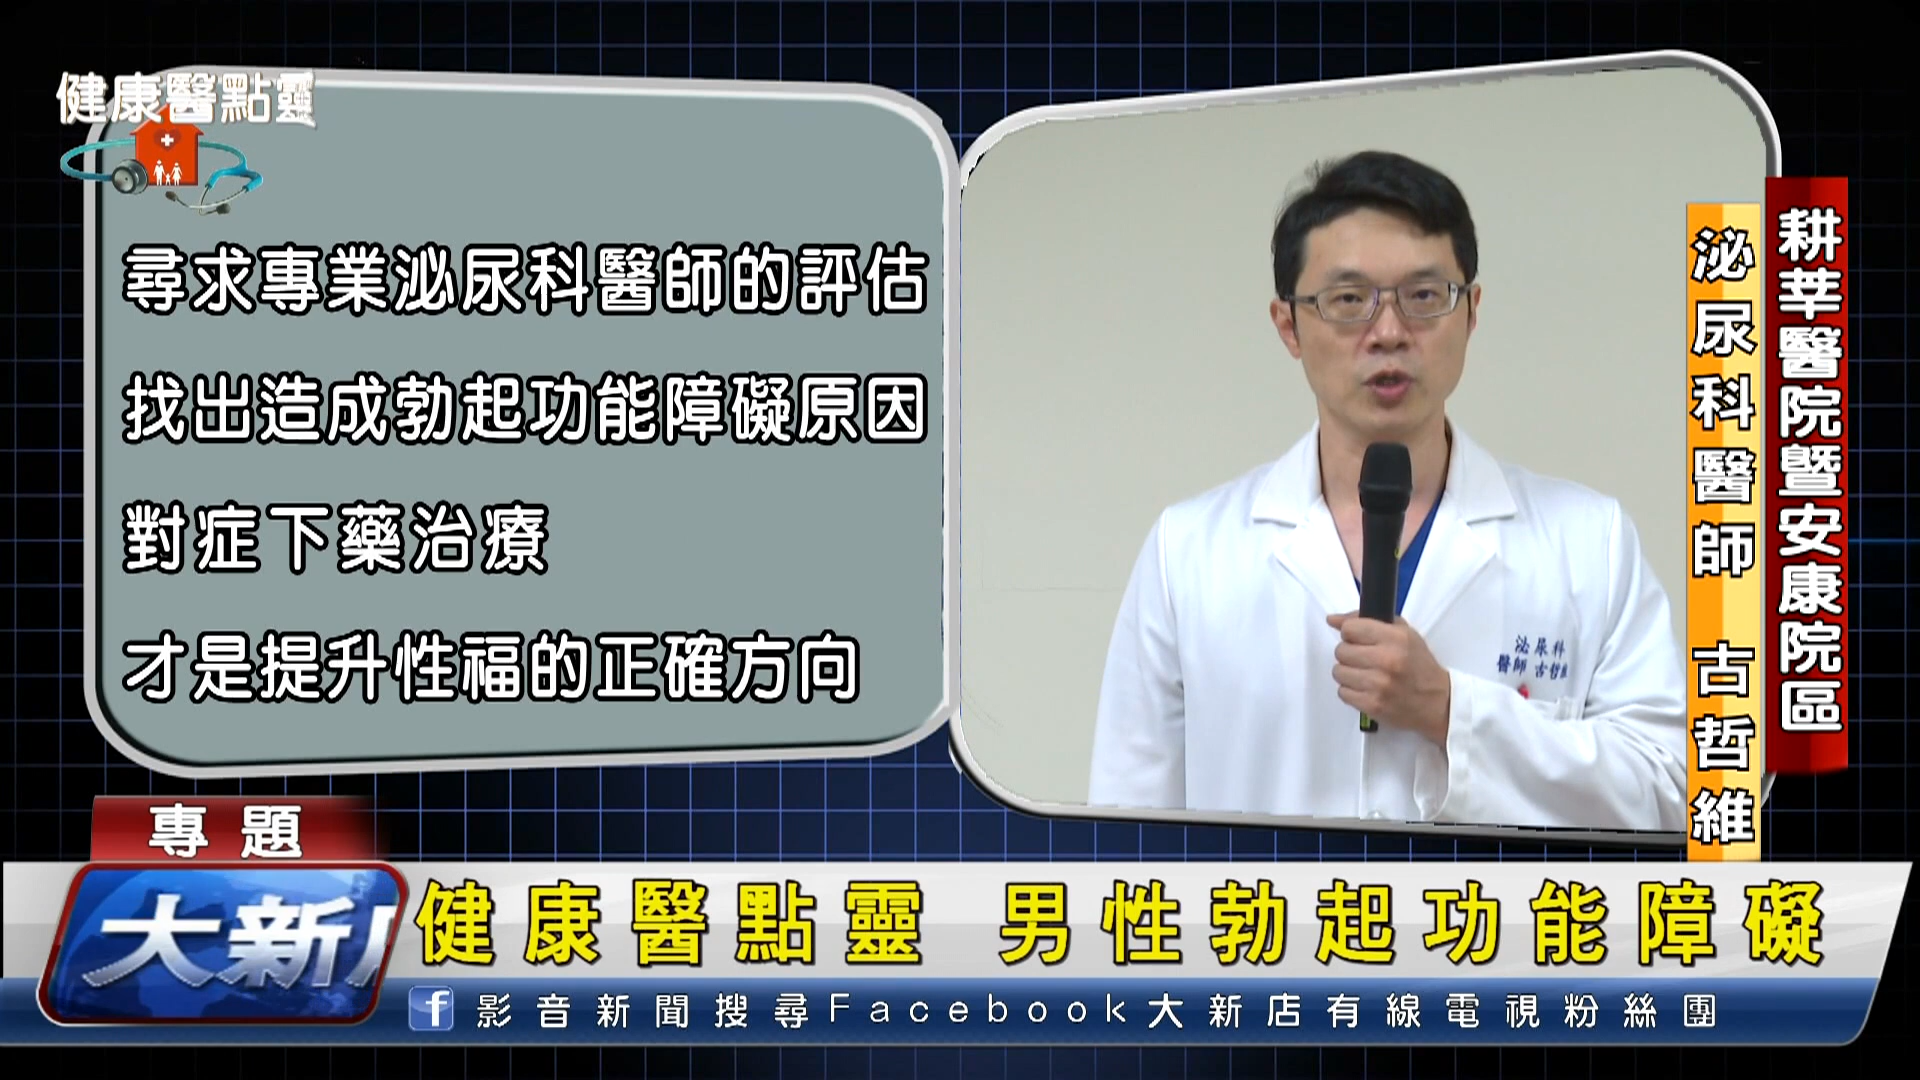 健康醫點靈
尋求專業泌尿科醫師的評估
找出造成勃起功能障礙原因
對症下藥治療
才是提升性福的正確方向
耕莘醫院暨安康院區
泌尿科醫師 古哲維
泌尿科
醫師 古哲維
專題
大新
健康醫點靈 男性勃起功能障礙
f 影音新聞搜尋Facebook大新店有線電視粉絲團